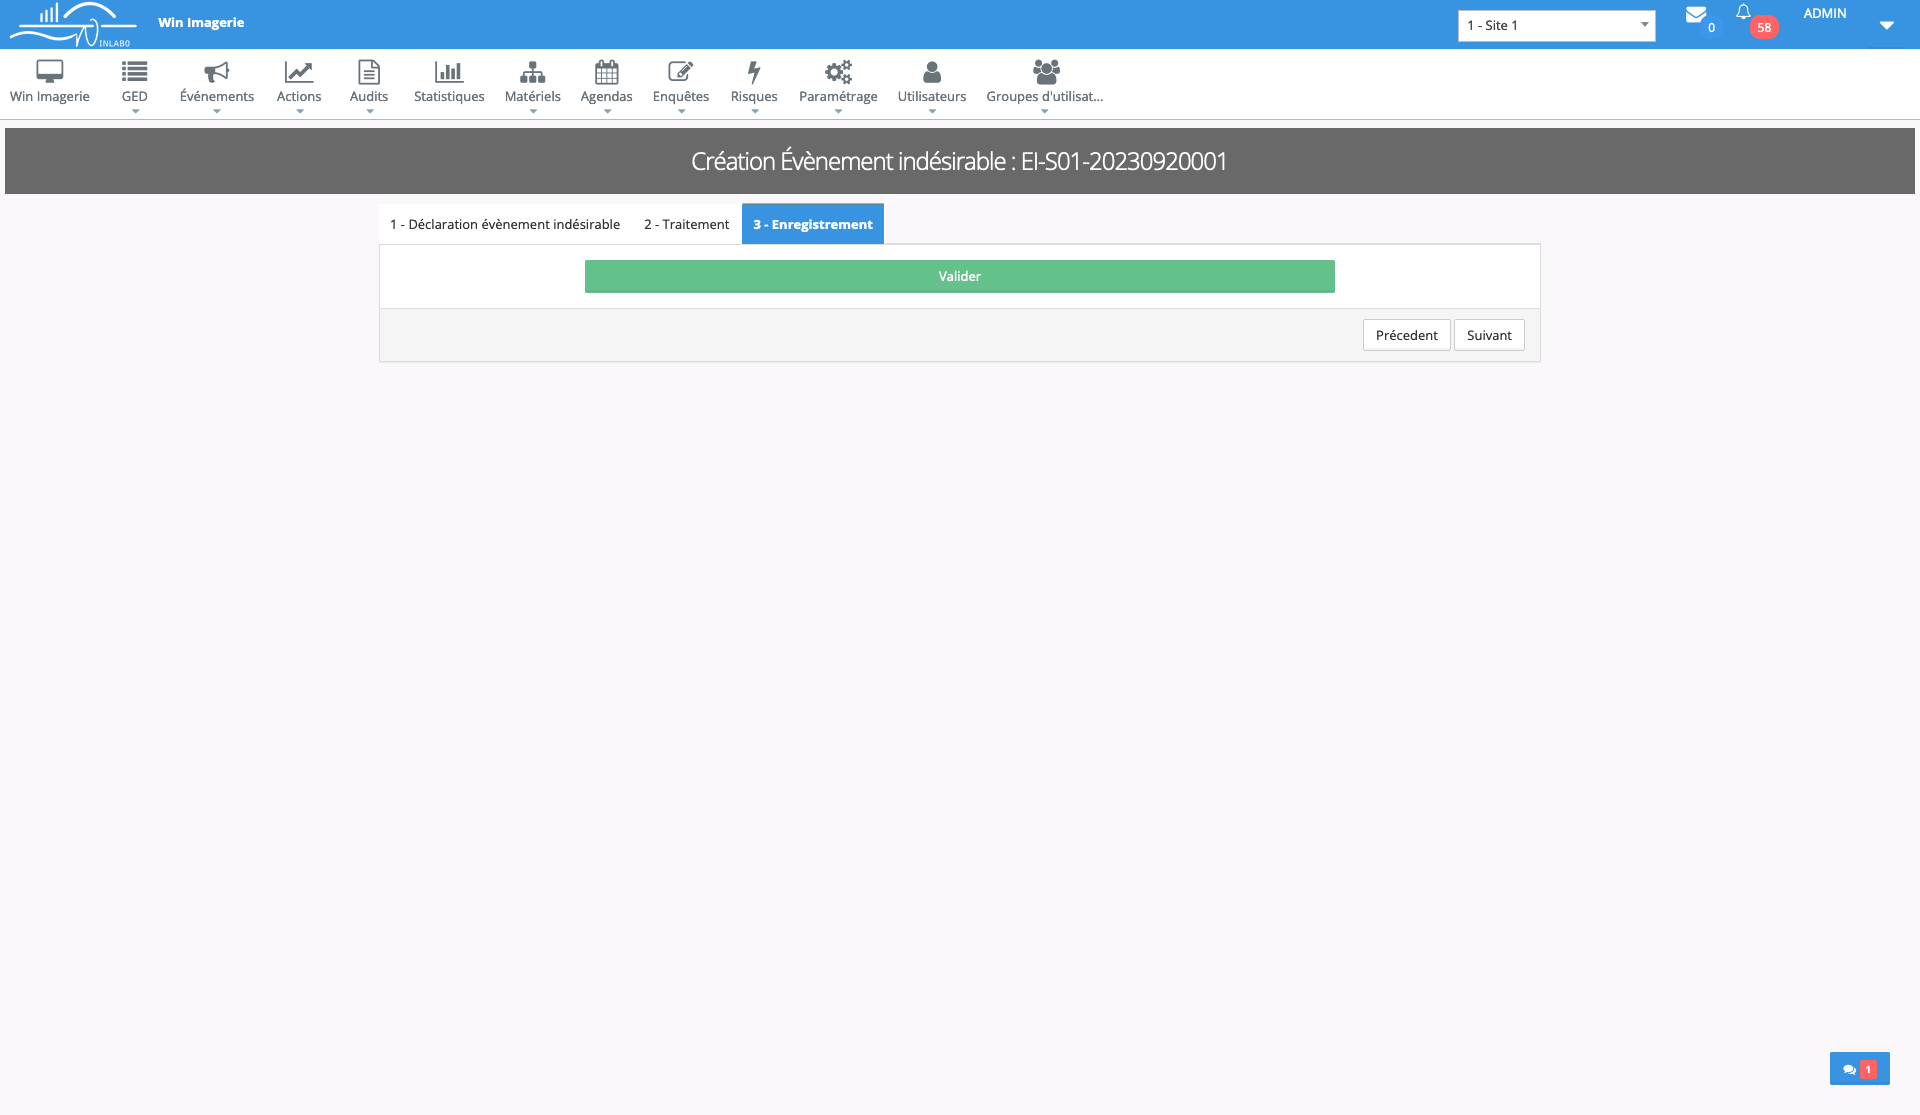 INLAB0
Win Imagerie
1 - Site 1
0
58
ADMIN
Win Imagerie
GED
Événements
Actions
Audits
Statistiques
Matériels
Agendas
Enquêtes
Risques
Paramétrage
Utilisateurs
Groupes d'utilisat...
Création Évènement indésirable : EI-S01-20230920001
1 - Déclaration évènement indésirable
2 - Traitement
3 - Enregistrement
Valider
Précedent
Suivant
1